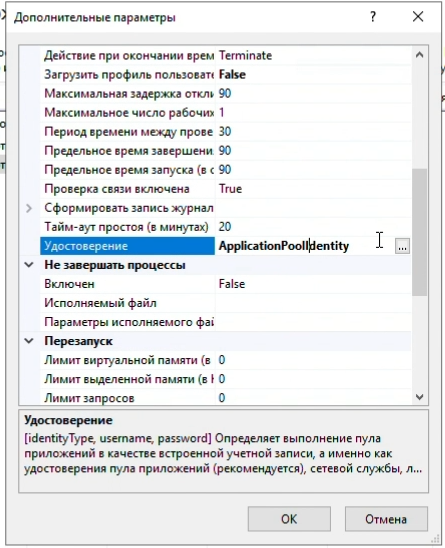 Дополнительные параметры
Действие при окончании врем Terminate
Загрузить профиль пользовате False
Максимальная задержка откли 90
Максимальное число рабочих 1
Период времени между прове 30
Предельное время завершени 90
Предельное время запуска (в с 90
Проверка связи включена True
Сформировать запись журнал
Тайм-аут простоя (в минутах) 20
Удостоверение ApplicationPoolIdentity ...
Не завершать процессы
Включен False
Исполняемый файл
Параметры исполняемого фай
Перезапуск
Лимит виртуальной памяти (в 0
Лимит выделенной памяти (в К 0
Лимит запросов 0
Удостоверение
[identityType, username, password] Определяет выполнение пула
приложений в качестве встроенной учетной записи, а именно как
удостоверения пула приложений (рекомендуется), сетевой службы, л...
ОК Отмена